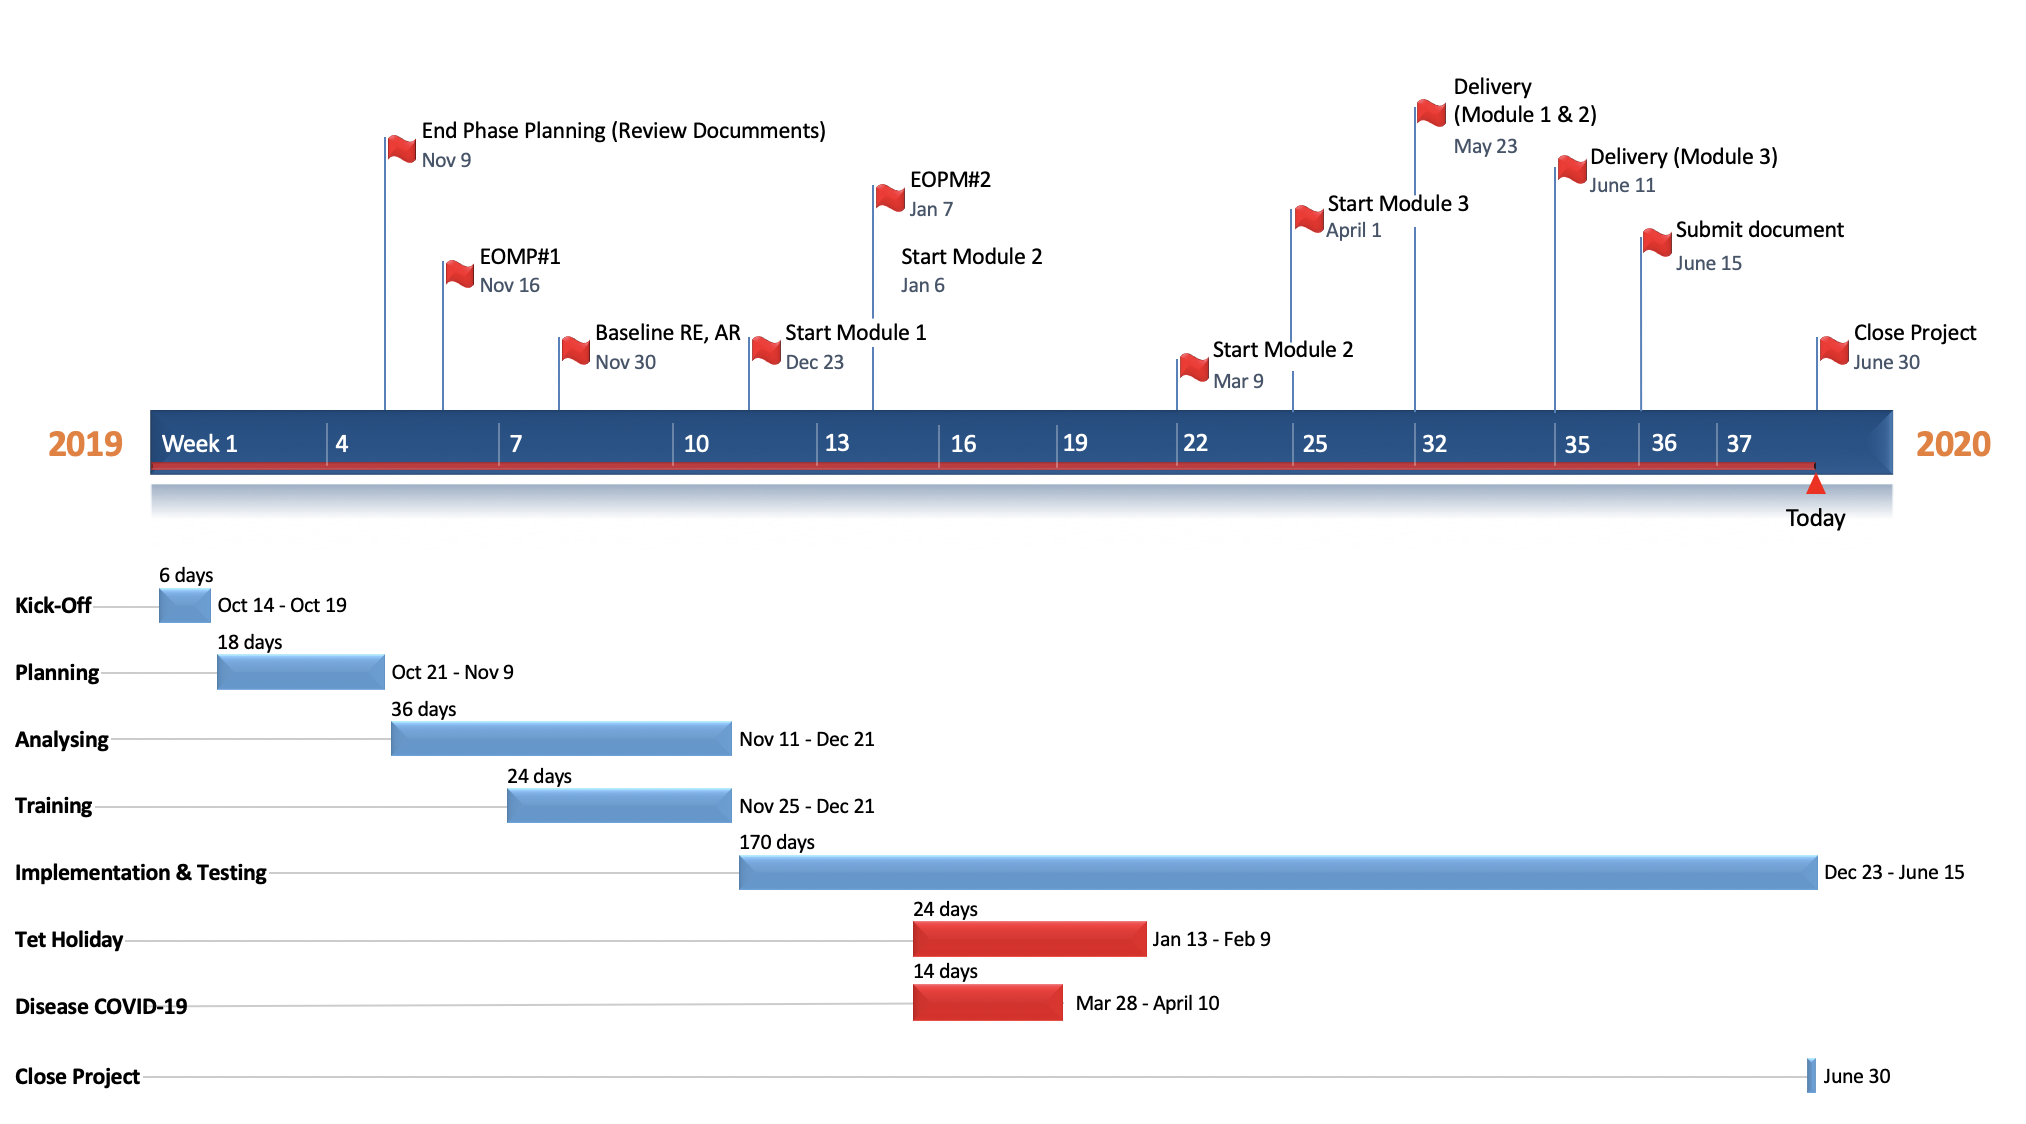 Delivery
(Module 1 & 2)
May 23
End Phase Planning (Review Documments)
Nov 9
Delivery (Module 3)
June 11
EOPM#2
Jan 7
Start Module 3
April 1
Submit document
June 15
EOMP#1
Nov 16
Start Module 2
Jan 6
Baseline RE, AR
Nov 30
Start Module 1
Dec 23
Start Module 2
Mar 9
Close Project
June 30
2019 Week 1 4 7 10 13 16 19 22 25 32 35 36 37 2020
Today
6 days
Kick-Off Oct 14 - Oct 19
18 days
Planning Oct 21 - Nov 9
36 days
Analysing Nov 11 - Dec 21
24 days
Training Nov 25 - Dec 21
170 days
Implementation & Testing Dec 23 - June 15
24 days
Tet Holiday Jan 13 - Feb 9
14 days
Disease COVID-19 Mar 28 - April 10
Close Project June 30